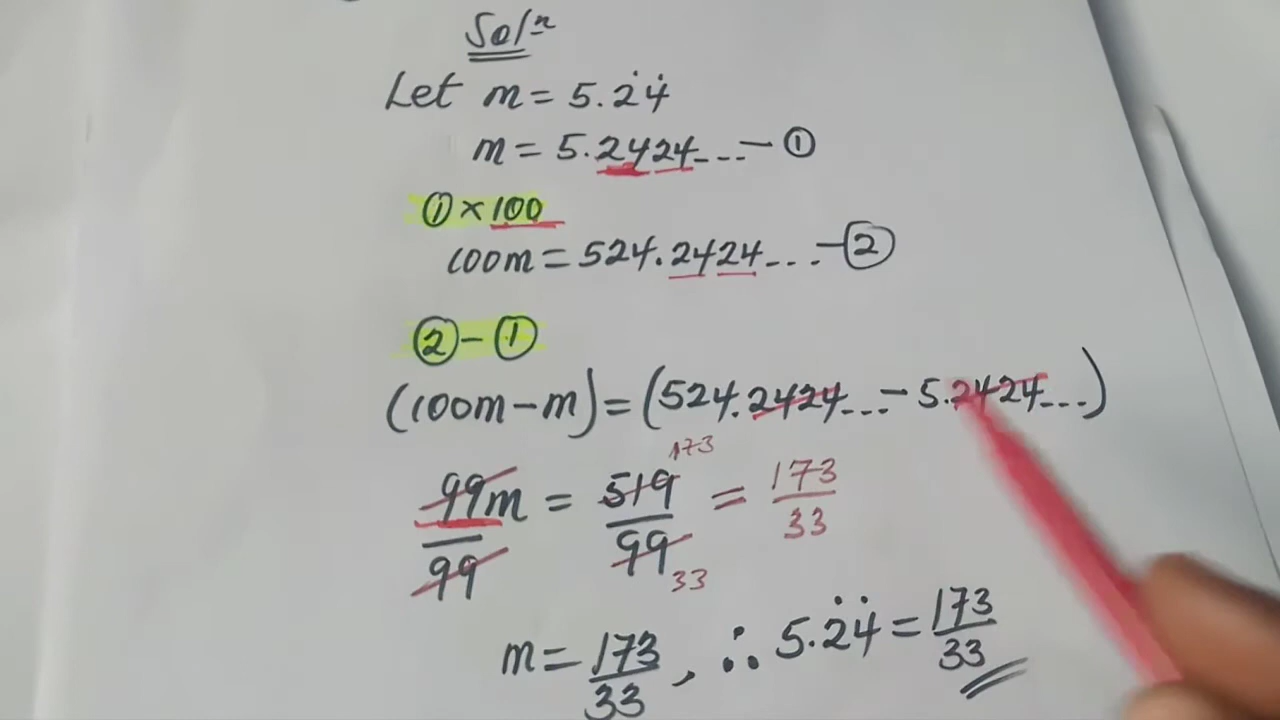 Solⁿ
Let m = 5.2̇4̇
m = 5.2424... — ①
① × 100
100m = 524.2424... — ②
② − ①
(100m − m) = (524.2424... − 5.2424...)
173
99m/99 = 519/99 = 173/33
33
m = 173/33, ∴ 5.2̇4̇ = 173/33